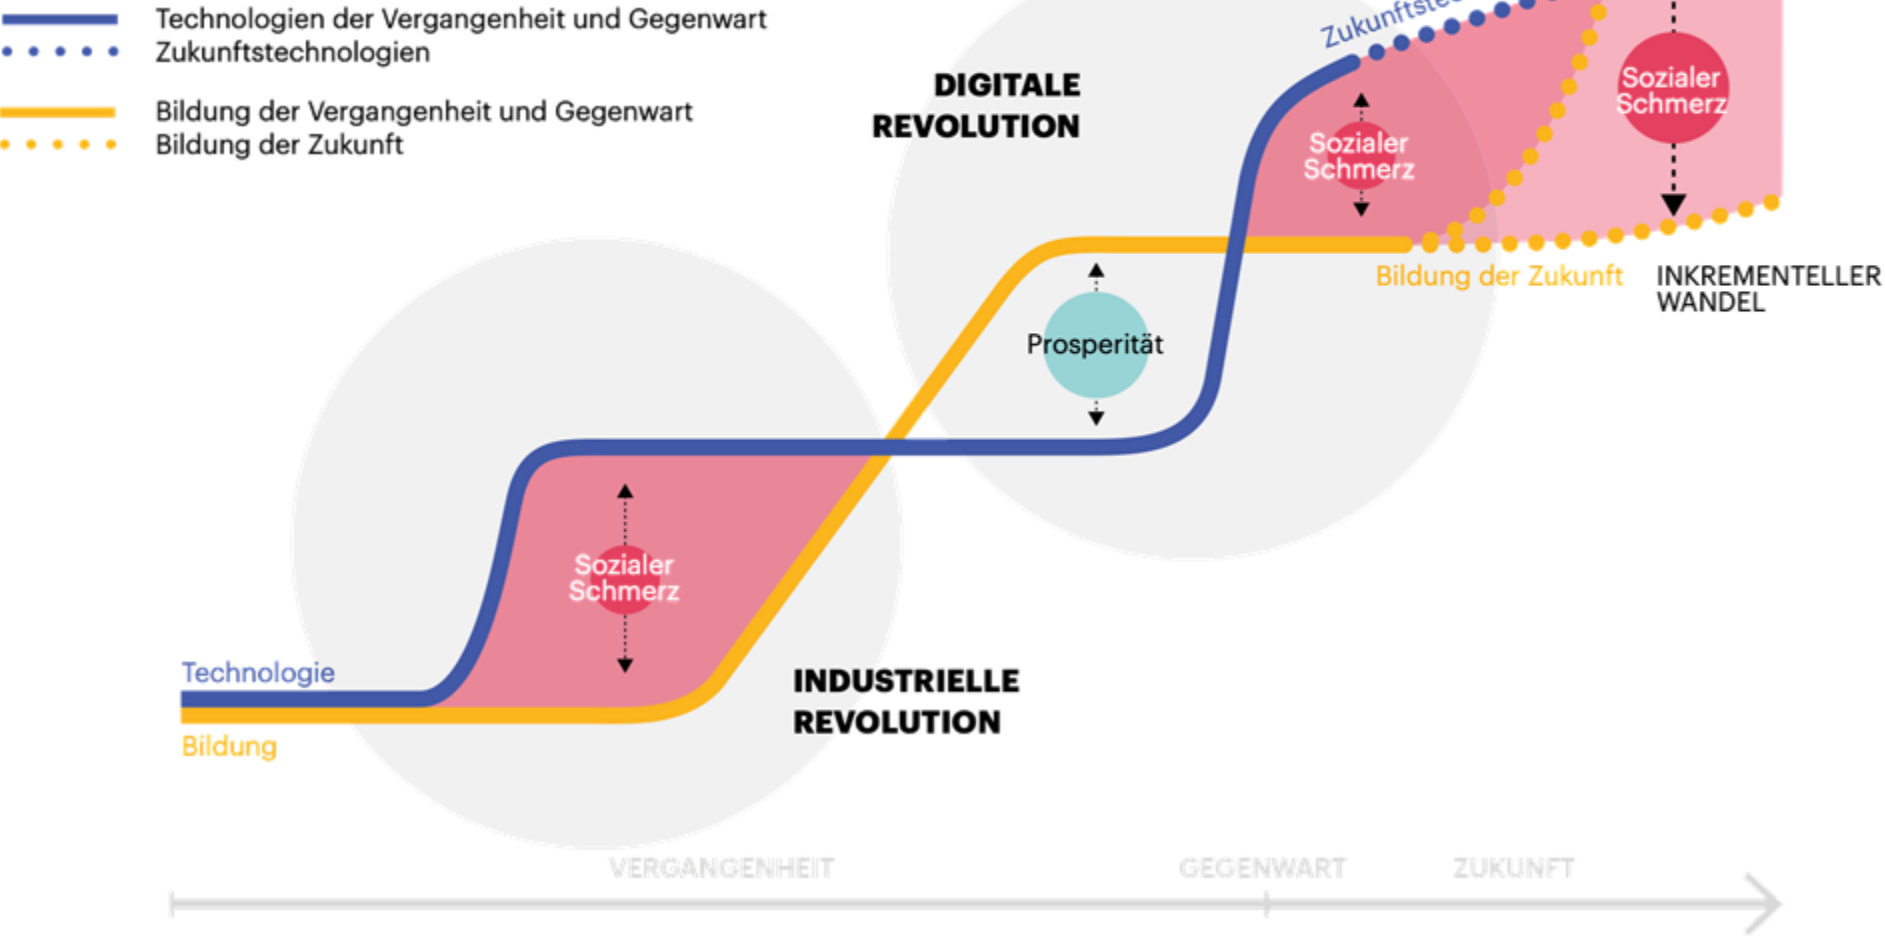 Technologien der Vergangenheit und Gegenwart
Zukunftstechnologien
Bildung der Vergangenheit und Gegenwart
Bildung der Zukunft
DIGITALE
REVOLUTION
Sozialer
Schmerz
Sozialer
Schmerz
Bildung der Zukunft
INKREMENTELLER
WANDEL
Prosperität
Sozialer
Schmerz
Technologie
Bildung
INDUSTRIELLE
REVOLUTION
VERGANGENHEIT
GEGENWART
ZUKUNFT